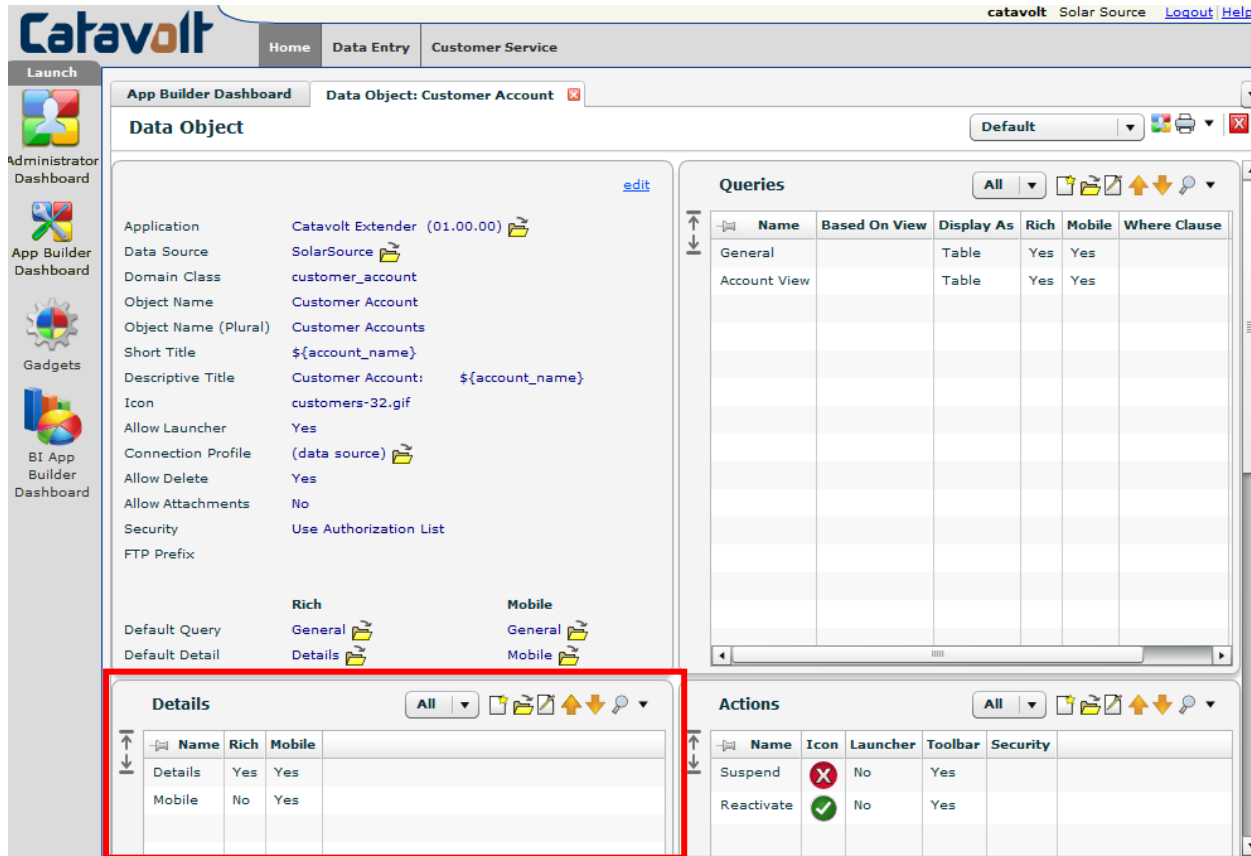 catavolt Solar Source Logout Help
Catavolt
Home Data Entry Customer Service
Launch
Administrator
Dashboard
App Builder
Dashboard
Gadgets
BI App
Builder
Dashboard
App Builder Dashboard Data Object: Customer Account
Data Object Default
edit
Application Catavolt Extender (01.00.00)
Data Source SolarSource
Domain Class customer_account
Object Name Customer Account
Object Name (Plural) Customer Accounts
Short Title ${account_name}
Descriptive Title Customer Account: ${account_name}
Icon customers-32.gif
Allow Launcher Yes
Connection Profile (data source)
Allow Delete Yes
Allow Attachments No
Security Use Authorization List
FTP Prefix
Rich Mobile
Default Query General General
Default Detail Details Mobile
Queries All
Name Based On View Display As Rich Mobile Where Clause
General Table Yes Yes
Account View Table Yes Yes
Details All
Name Rich Mobile
Details Yes Yes
Mobile No Yes
Actions All
Name Icon Launcher Toolbar Security
Suspend No Yes
Reactivate No Yes